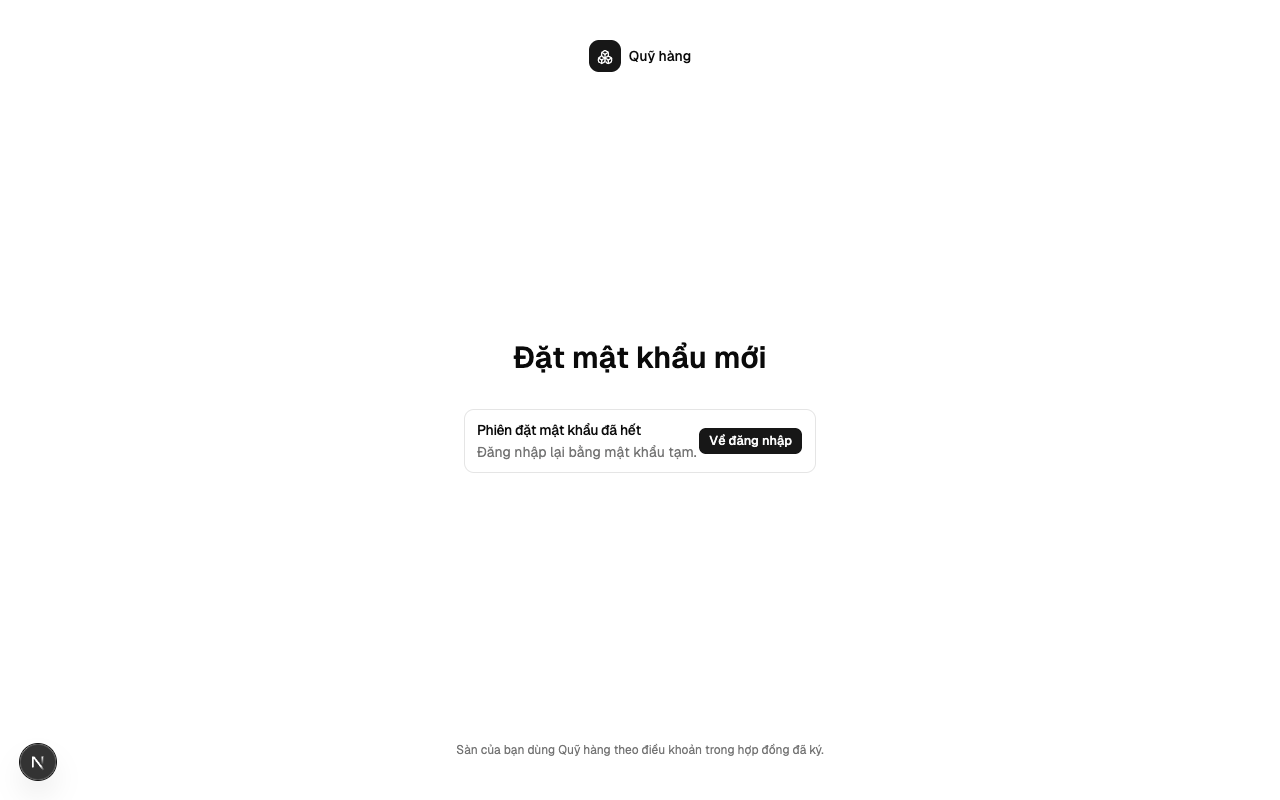 Quỹ hàng
Đặt mật khẩu mới
Phiên đặt mật khẩu đã hết
Đăng nhập lại bằng mật khẩu tạm.
Về đăng nhập
Sàn của bạn dùng Quỹ hàng theo điều khoản trong hợp đồng đã ký.
N